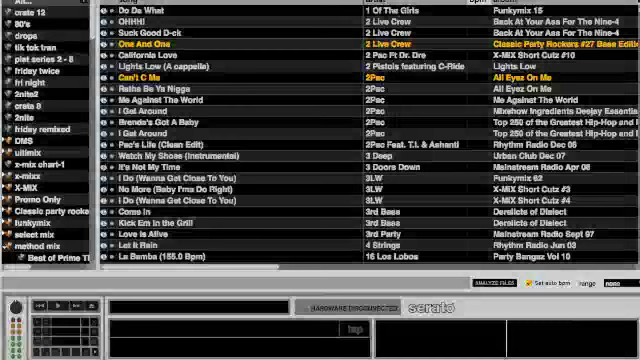 All...
song artist bpm album
crate 12
80's
drops
tik tok tran
plat series 2 - 8
friday twice
fri night
2nite2
crate 8
2nite
friday remixed
DMS
ultimix
x-mix chart-1
x-mixx
X-MIX
Promo Only
Classic party rocke
funkymix
select mix
method mix
Best of Prime T
Do Da What 1 Of The Girls Funkymix 15
OHHH! 2 Live Crew Back At Your Ass For The Nine-4
Suck Good D-ck 2 Live Crew Back At Your Ass For The Nine-4
One And One 2 Live Crew Classic Party Rockers #27 Base Editio
California Love 2 Pac Ft Dr. Dre X-MIX Short Cutz #10
Lights Low (A cappella) 2 Pistols featuring C-Ride Lights Low
Can't C Me 2Pac All Eyez On Me
Ratha Be Ya Nigga 2Pac All Eyez On Me
Me Against The World 2Pac Me Against The World
I Get Around 2Pac Mixshow Ingredients Deejay Essentia
Brenda's Got A Baby 2Pac Top 250 of the Greatest Hip-Hop and
I Get Around 2Pac Top 250 of the Greatest Hip-Hop and
Pac's Life (Clean Edit) 2Pac Feat. T.I. & Ashanti Rhythm Radio Dec 06
Watch My Shoes (Instrumental) 3 Deep Urban Club Dec 07
It's Not My Time 3 Doors Down Mainstream Radio Apr 08
I Do (Wanna Get Close To You) 3LW Funkymix 62
No More (Baby I'ma Do Right) 3LW X-MIX Short Cutz #3
I Do (Wanna Get Close To You) 3LW X-MIX Short Cutz #4
Come In 3rd Bass Derelicts of Dialect
Kick Em In the Grill 3rd Bass Derelicts of Dialect
Love Is Alive 3rd Party Mainstream Radio Sept 97
Let It Rain 4 Strings Rhythm Radio Jun 03
La Bamba (155.0 Bpm) 16 Los Lobos Party Bangaz Vol 10
ANALYZE FILES Set auto bpm range none
HARDWARE DISCONNECTED serato
tap